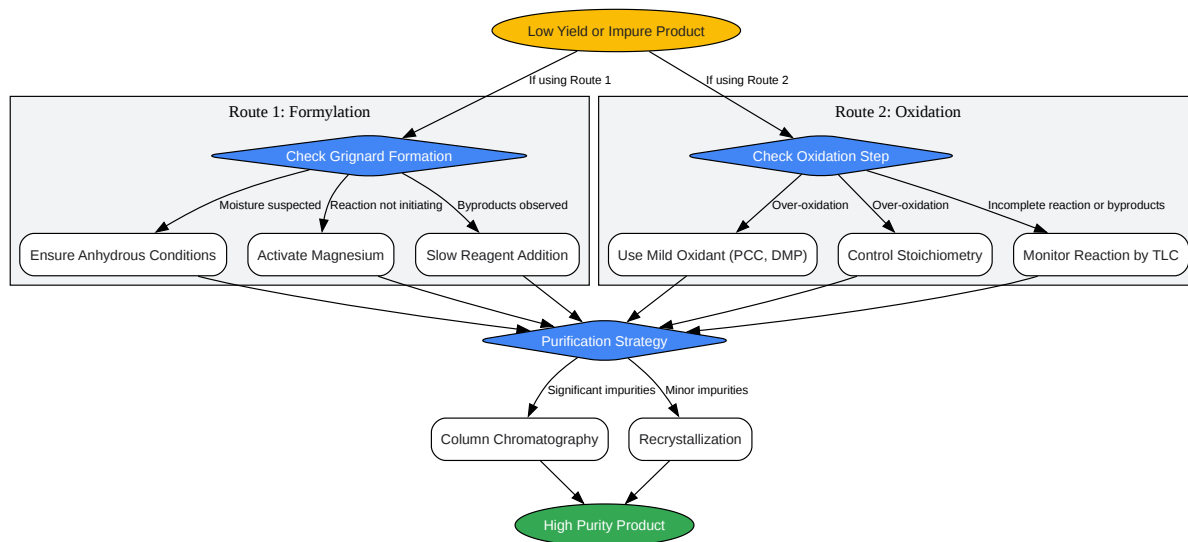 Low Yield or Impure Product
If using Route 1
If using Route 2
Route 1: Formylation
Route 2: Oxidation
Check Grignard Formation
Check Oxidation Step
Moisture suspected
Reaction not initiating
Byproducts observed
Over-oxidation
Over-oxidation
Incomplete reaction or byproducts
Ensure Anhydrous Conditions
Activate Magnesium
Slow Reagent Addition
Use Mild Oxidant (PCC, DMP)
Control Stoichiometry
Monitor Reaction by TLC
Purification Strategy
Significant impurities
Minor impurities
Column Chromatography
Recrystallization
High Purity Product